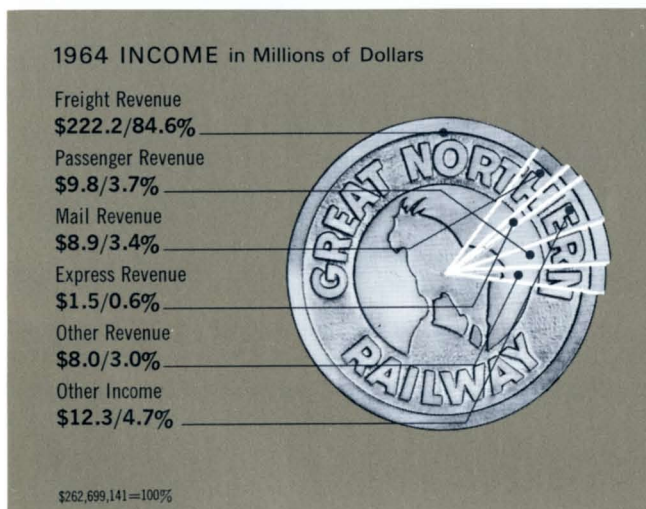 1964 INCOME in Millions of Dollars
Freight Revenue
$222.2/84.6%
Passenger Revenue
$9.8/3.7%
Mail Revenue
$8.9/3.4%
Express Revenue
$1.5/0.6%
Other Revenue
$8.0/3.0%
Other Income
$12.3/4.7%
$262,699,141=100%
GREAT NORTHERN
RAILWAY